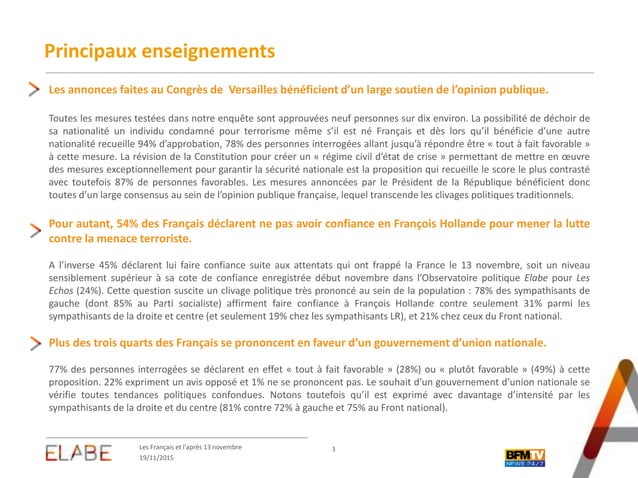 Principaux enseignements
Les annonces faites au Congrès de Versailles bénéficient d’un large soutien de l’opinion publique.
Toutes les mesures testées dans notre enquête sont approuvées neuf personnes sur dix environ. La possibilité de déchoir de
sa nationalité un individu condamné pour terrorisme même s’il est né Français et dès lors qu’il bénéficie d’une autre
nationalité recueille 94% d’approbation, 78% des personnes interrogées allant jusqu’à répondre être « tout à fait favorable »
à cette mesure. La révision de la Constitution pour créer un « régime civil d’état de crise » permettant de mettre en œuvre
des mesures exceptionnellement pour garantir la sécurité nationale est la proposition qui recueille le score le plus contrasté
avec toutefois 87% de personnes favorables. Les mesures annoncées par le Président de la République bénéficient donc
toutes d’un large consensus au sein de l’opinion publique française, lequel transcende les clivages politiques traditionnels.
Pour autant, 54% des Français déclarent ne pas avoir confiance en François Hollande pour mener la lutte
contre la menace terroriste.
A l’inverse 45% déclarent lui faire confiance suite aux attentats qui ont frappé la France le 13 novembre, soit un niveau
sensiblement supérieur à sa cote de confiance enregistrée début novembre dans l’Observatoire politique Elabe pour Les
Echos (24%). Cette question suscite un clivage politique très prononcé au sein de la population : 78% des sympathisants de
gauche (dont 85% au Parti socialiste) affirment faire confiance à François Hollande contre seulement 31% parmi les
sympathisants de la droite et centre (et seulement 19% chez les sympathisants LR), et 21% chez ceux du Front national.
Plus des trois quarts des Français se prononcent en faveur d’un gouvernement d’union nationale.
77% des personnes interrogées se déclarent en effet « tout à fait favorable » (28%) ou « plutôt favorable » (49%) à cette
proposition. 22% expriment un avis opposé et 1% ne se prononcent pas. Le souhait d’un gouvernement d’union nationale se
vérifie toutes tendances politiques confondues. Notons toutefois qu’il est exprimé avec davantage d’intensité par les
sympathisants de la droite et du centre (81% contre 72% à gauche et 75% au Front national).
ELABE
Les Français et l’après 13 novembre
19/11/2015
3
BFMTV
NEWS 24/7